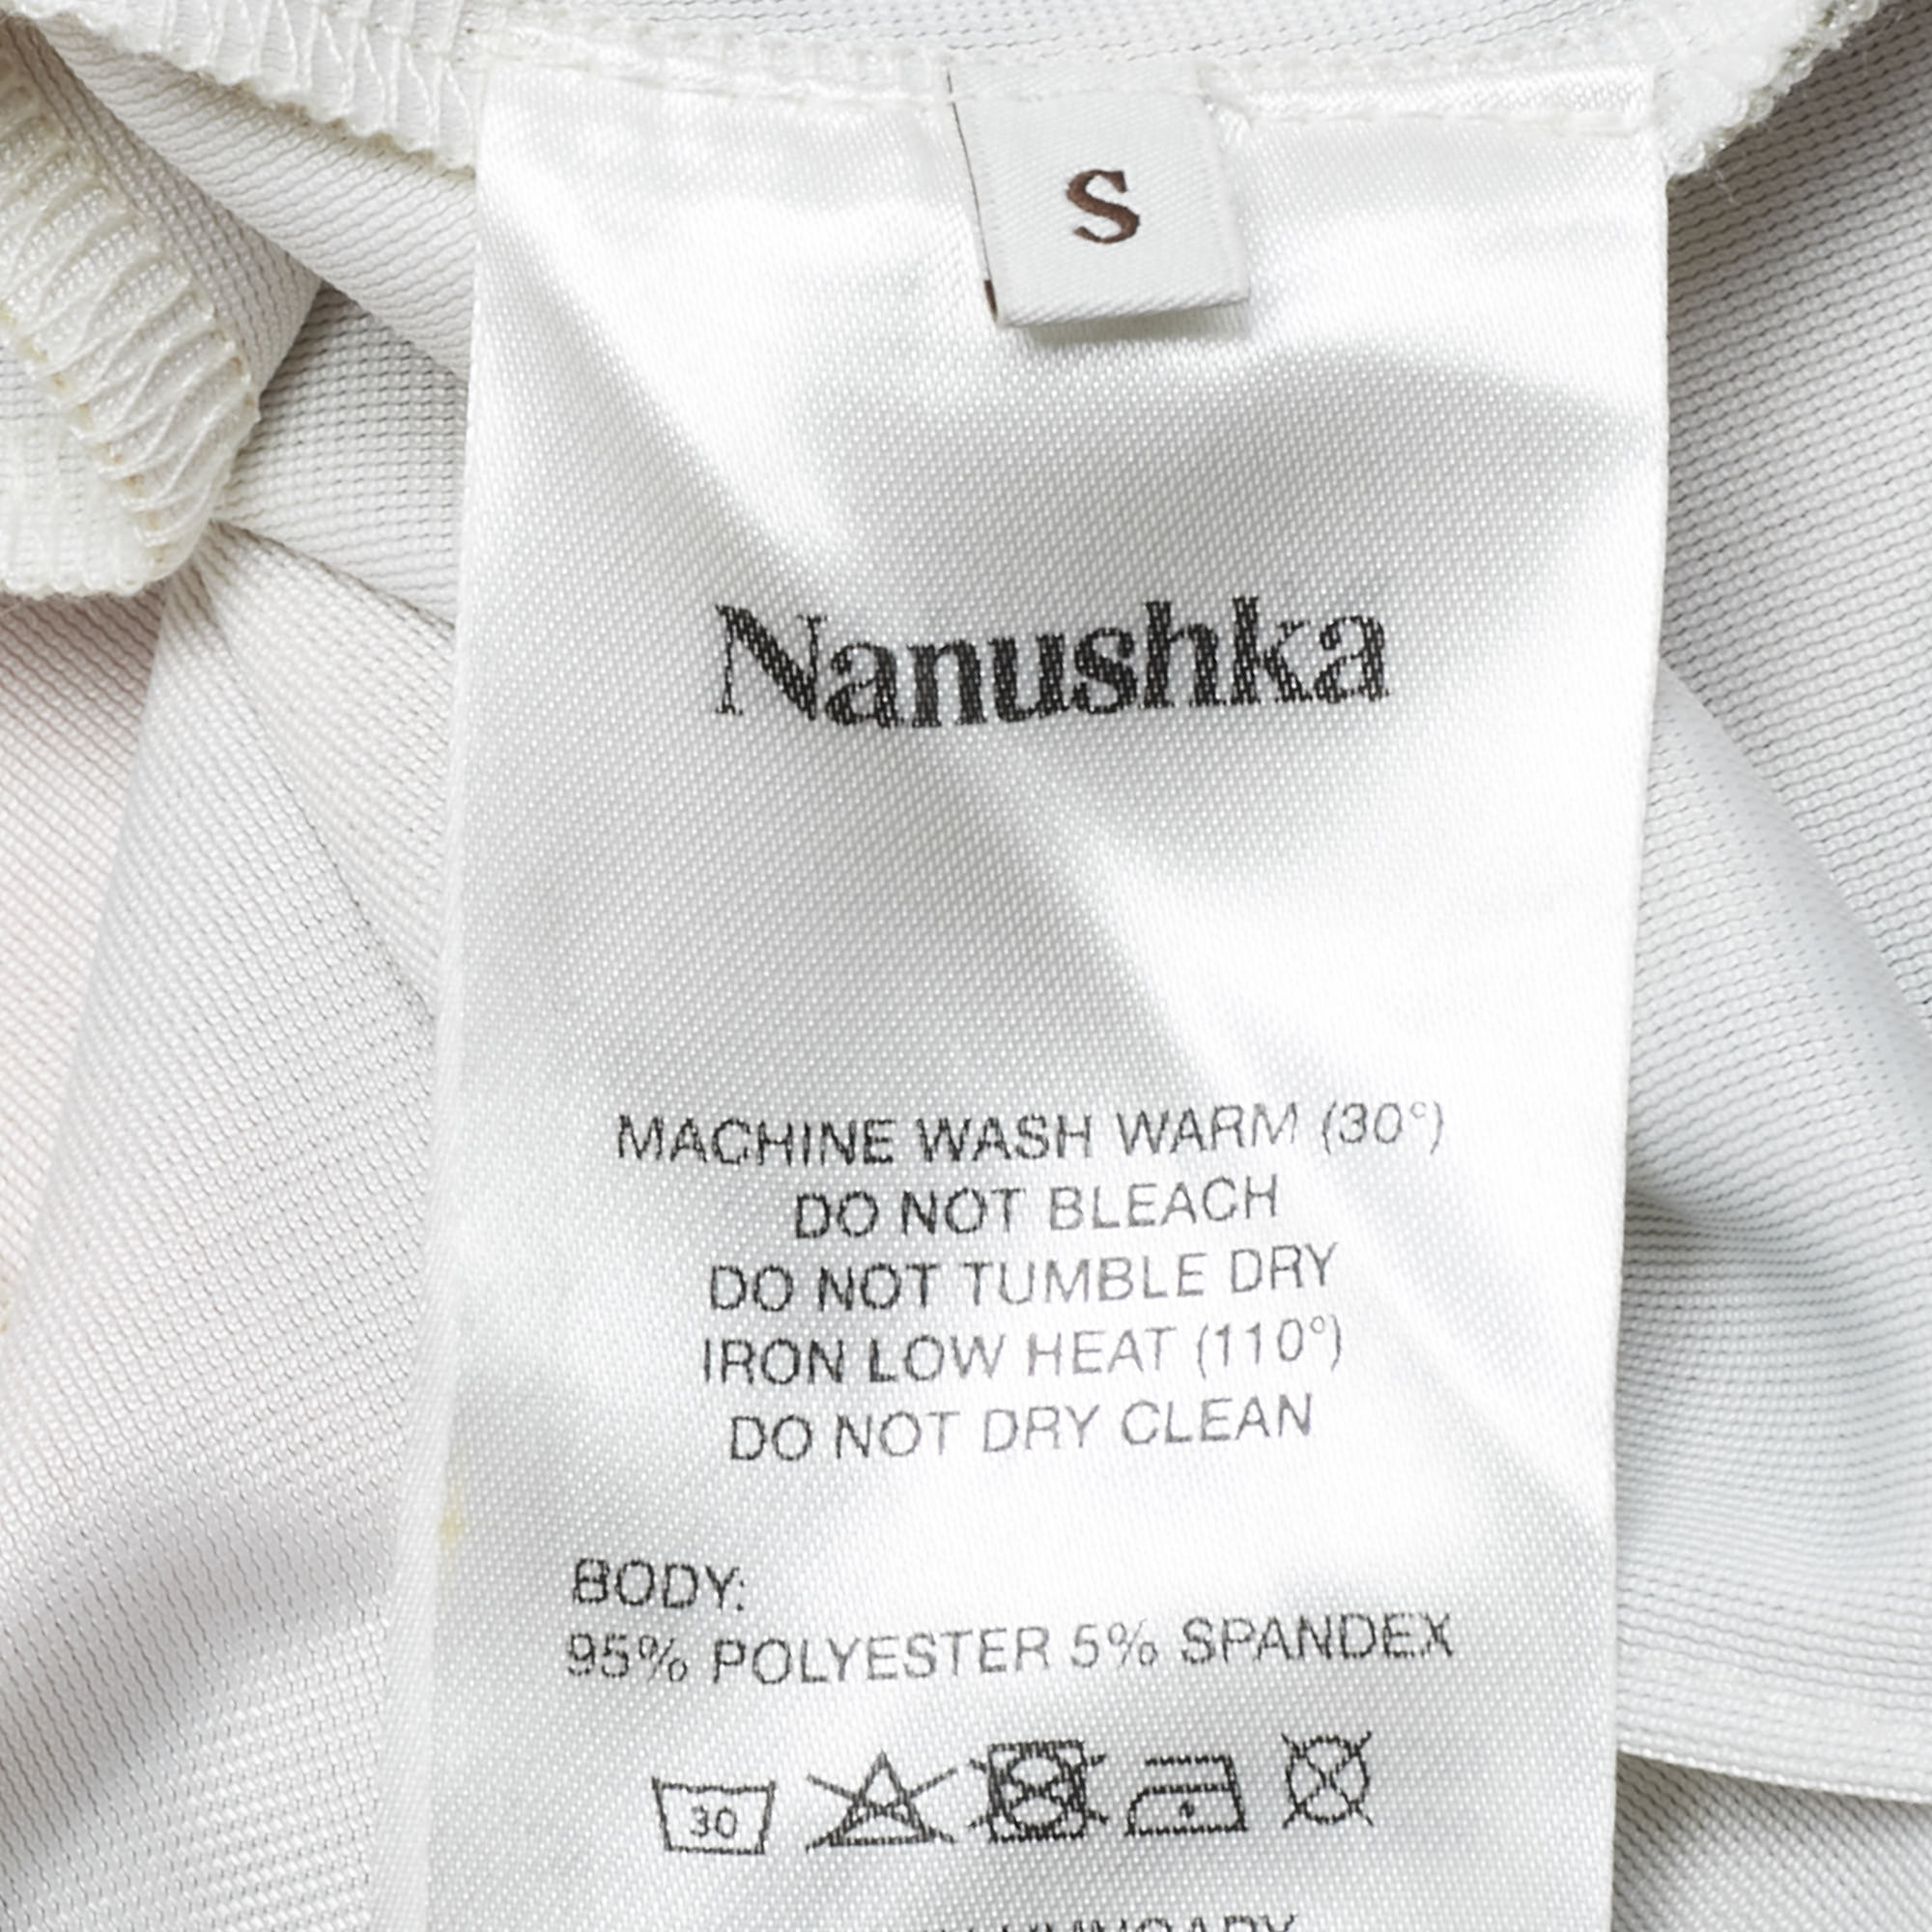 S
Nanushka
MACHINE WASH WARM (30°)
DO NOT BLEACH
DO NOT TUMBLE DRY
IRON LOW HEAT (110°)
DO NOT DRY CLEAN
BODY:
95% POLYESTER 5% SPANDEX
30
HUNGARY